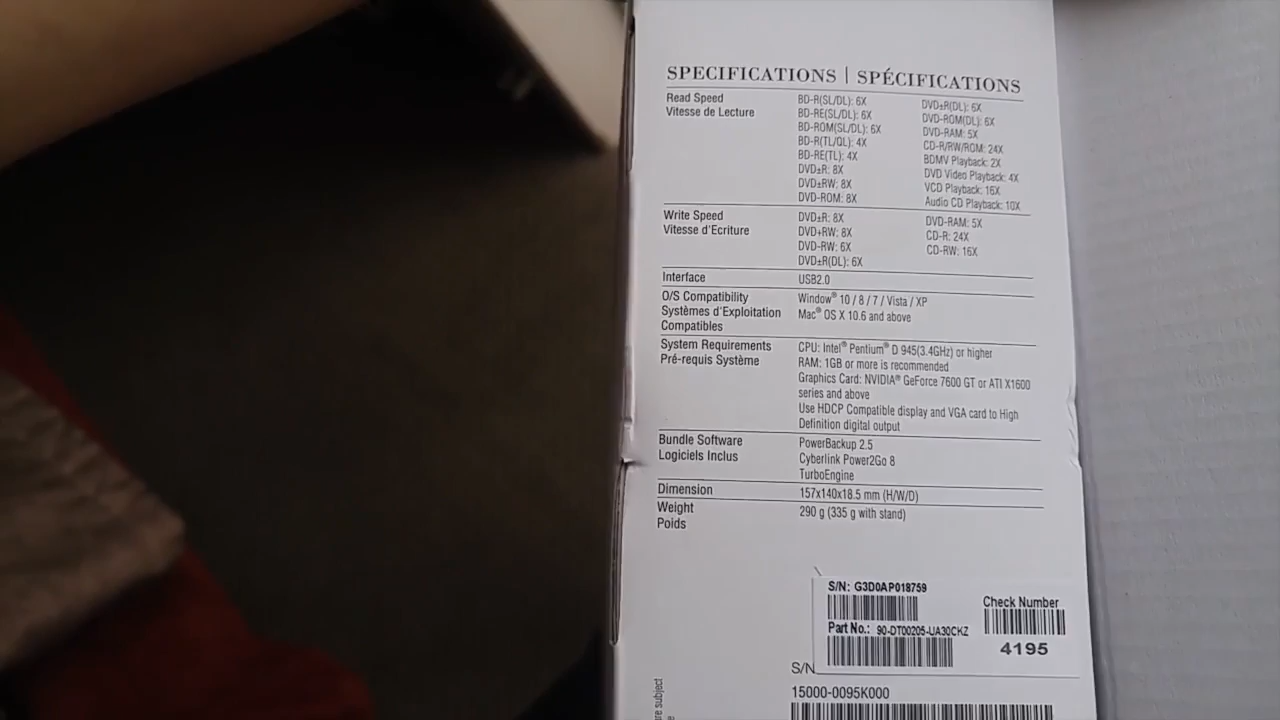 SPECIFICATIONS | SPÉCIFICATIONS
Read Speed
Vitesse de Lecture
BD-R(SL/DL): 6X
BD-RE(SL/DL): 6X
BD-ROM(SL/DL): 6X
BD-R(TL/QL): 4X
BD-RE(TL): 4X
DVD±R: 8X
DVD±RW: 8X
DVD-ROM: 8X
DVD±R(DL): 6X
DVD-ROM(DL): 6X
DVD-RAM: 5X
CD-R/RW/ROM: 24X
BDMV Playback: 2X
DVD Video Playback: 4X
VCD Playback: 16X
Audio CD Playback: 10X
Write Speed
Vitesse d'Ecriture
DVD±R: 8X
DVD+RW: 8X
DVD-RW: 6X
DVD±R(DL): 6X
DVD-RAM: 5X
CD-R: 24X
CD-RW: 16X
Interface
USB2.0
O/S Compatibility
Systèmes d'Exploitation
Compatibles
Window® 10 / 8 / 7 / Vista / XP
Mac® OS X 10.6 and above
System Requirements
Pré-requis Système
CPU: Intel® Pentium® D 945(3.4GHz) or higher
RAM: 1GB or more is recommended
Graphics Card: NVIDIA® GeForce 7600 GT or ATI X1600
series and above
Use HDCP Compatible display and VGA card to High
Definition digital output
Bundle Software
Logiciels Inclus
PowerBackup 2.5
Cyberlink Power2Go 8
TurboEngine
Dimension
157x140x18.5 mm (H/W/D)
Weight
Poids
290 g (335 g with stand)
S/N: G3D0AP018759
Part No.: 90-DT00205-UA30CKZ
Check Number
4195
S/N
15000-0095K000
re subject